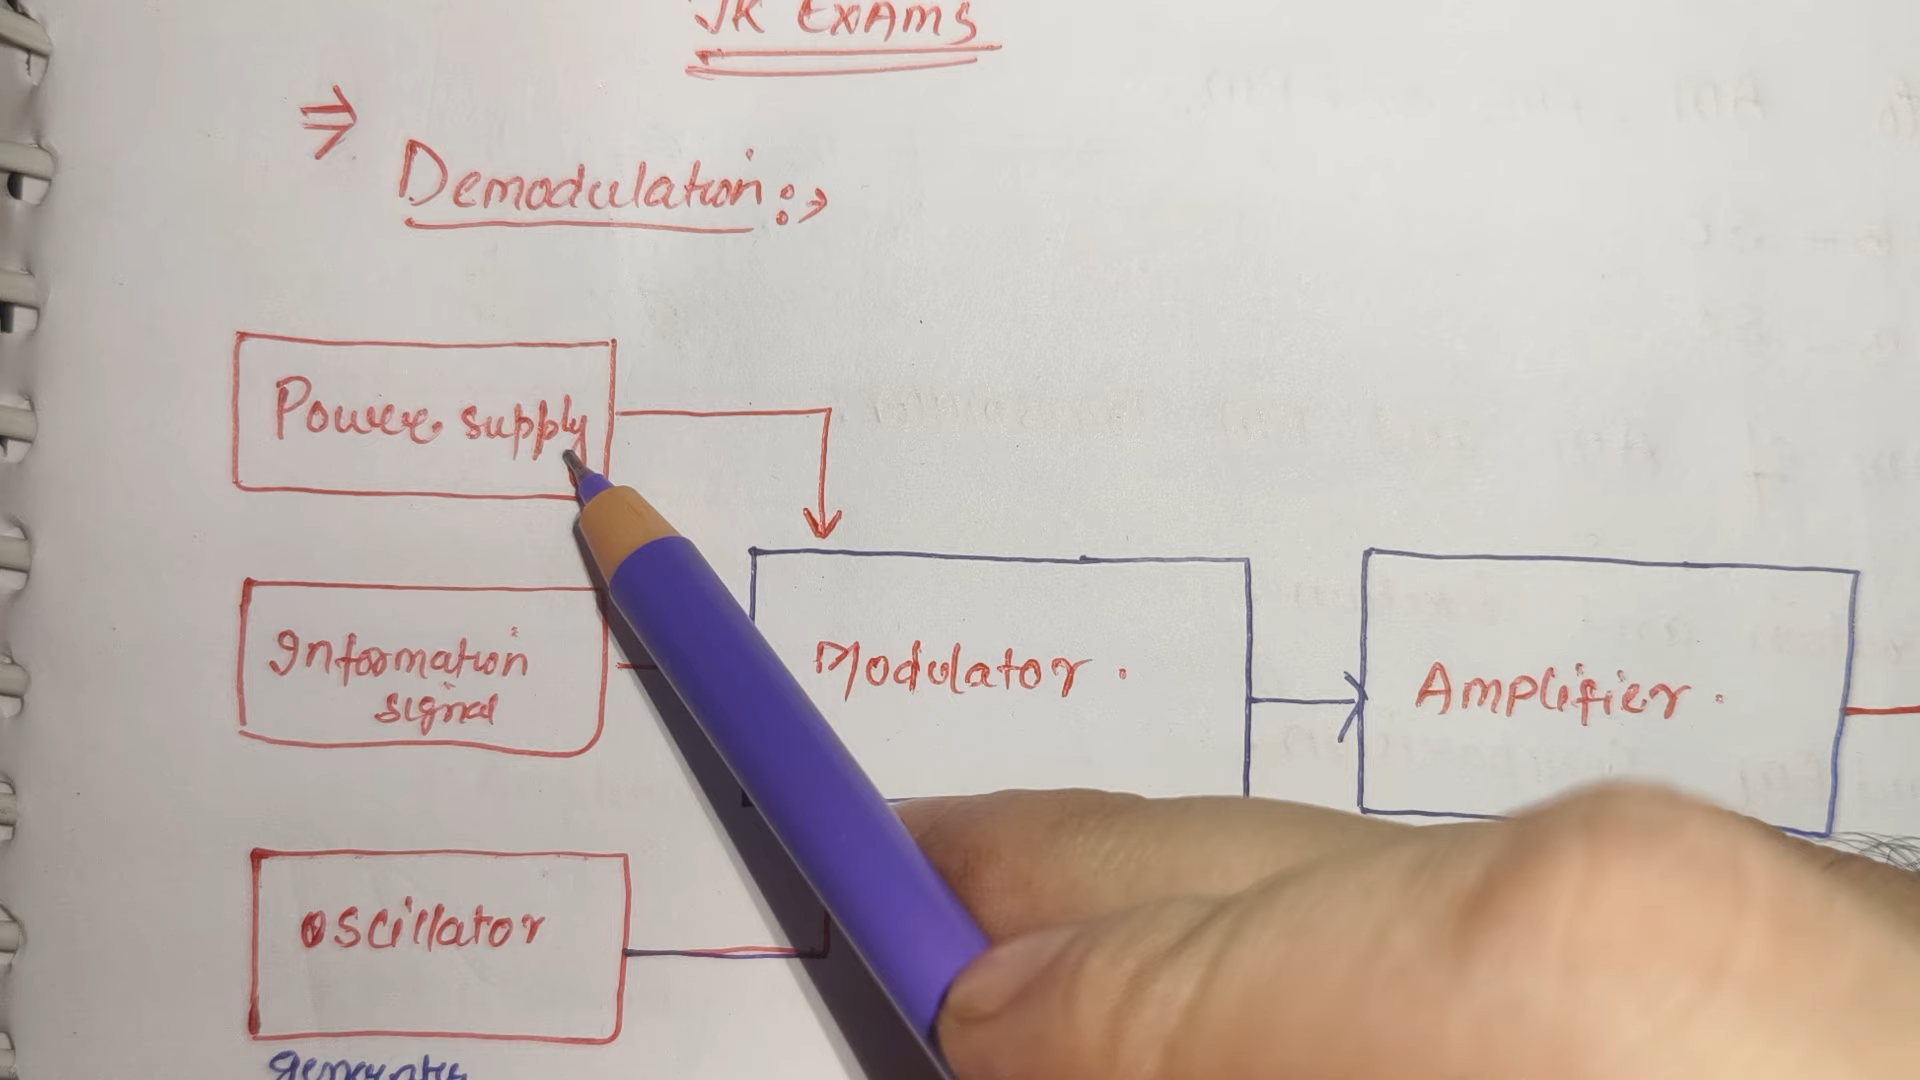 JK EXAMS
⇒ Demodulation :→
Power supply
Information
signal
Modulator.
Amplifier.
oscillator